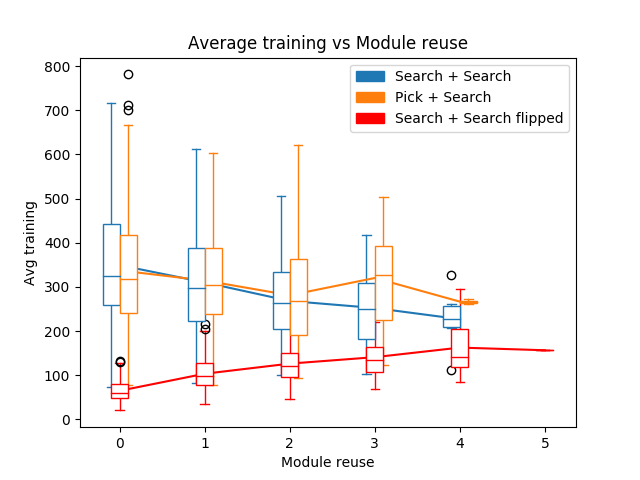 Average training vs Module reuse
Search + Search
Pick + Search
Search + Search flipped
Avg training
800
700
600
500
400
300
200
100
0
0 1 2 3 4 5
Module reuse